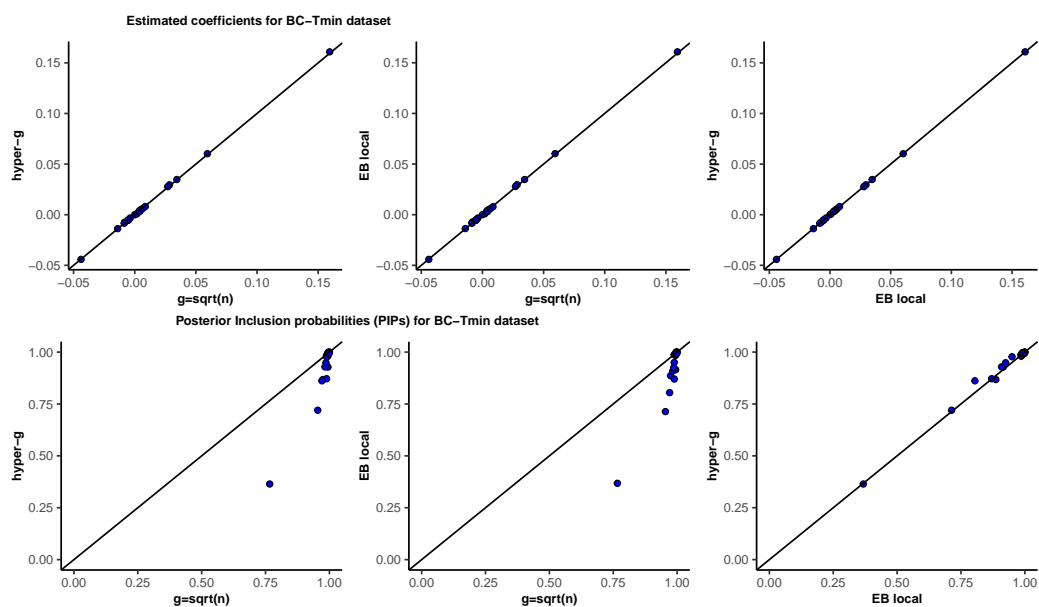 Estimated coefficients for BC−Tmin dataset
hyper−g
0.15
0.10
0.05
0.00
−0.05
−0.05 0.00 0.05 0.10 0.15
g=sqrt(n)
EB local
0.15
0.10
0.05
0.00
−0.05
−0.05 0.00 0.05 0.10 0.15
g=sqrt(n)
hyper−g
0.15
0.10
0.05
0.00
−0.05
−0.05 0.00 0.05 0.10 0.15
EB local
Posterior Inclusion probabilities (PIPs) for BC−Tmin dataset
hyper−g
1.00
0.75
0.50
0.25
0.00
0.00 0.25 0.50 0.75 1.00
g=sqrt(n)
EB local
1.00
0.75
0.50
0.25
0.00
0.00 0.25 0.50 0.75 1.00
g=sqrt(n)
hyper−g
1.00
0.75
0.50
0.25
0.00
0.00 0.25 0.50 0.75 1.00
EB local